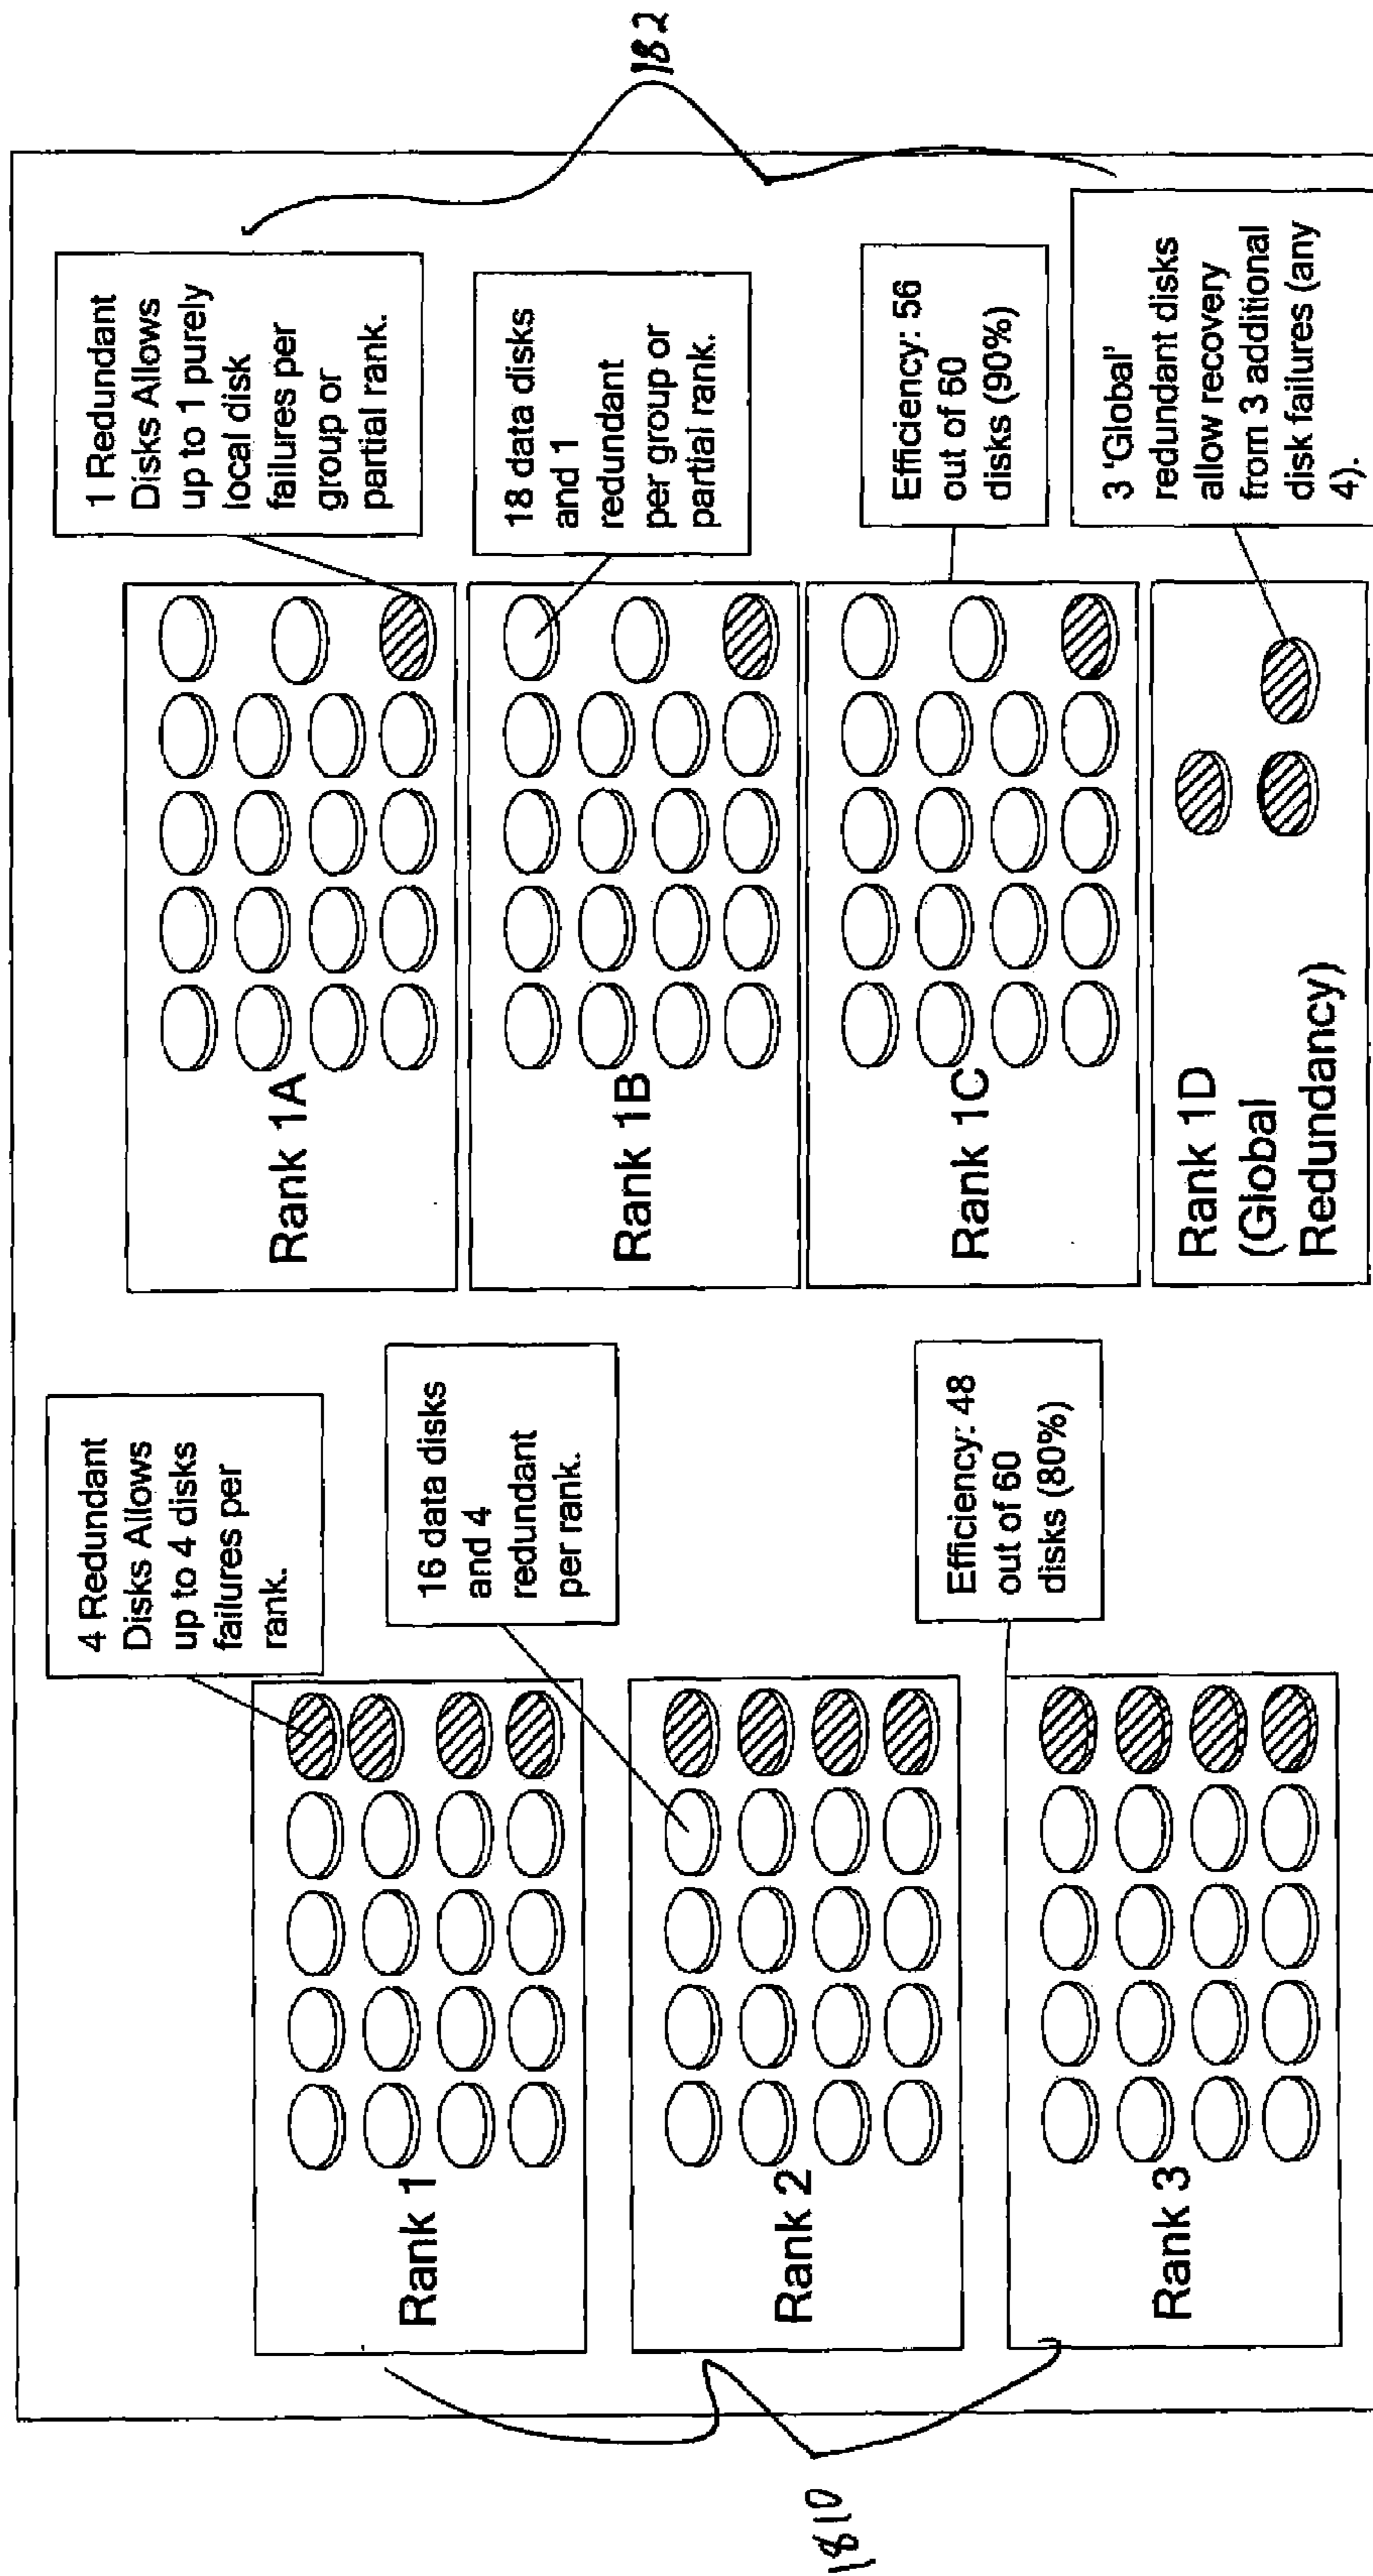 4 Redundant
Disks Allows
up to 4 disks
failures per
rank.
16 data disks
and 4
redundant
per rank.
Efficiency: 48
out of 60
disks (80%)
Rank 1
Rank 2
Rank 3
1810
1 Redundant
Disks Allows
up to 1 purely
local disk
failures per
group or
partial rank.
18 data disks
and 1
redundant
per group or
partial rank.
Efficiency: 56
out of 60
disks (90%)
3 'Global'
redundant disks
allow recovery
from 3 additional
disk failures (any
4).
Rank 1A
Rank 1B
Rank 1C
Rank 1D
(Global
Redundancy)
182